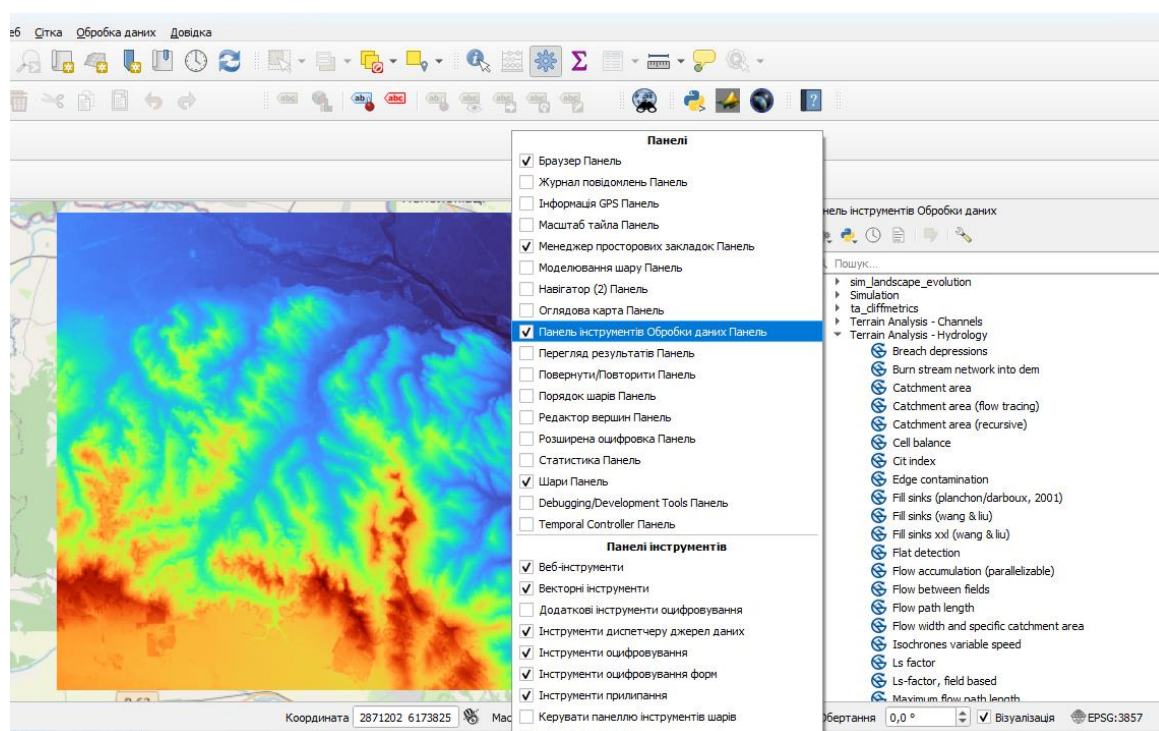 еб Сітка Обробка даних Довідка
Панелі
Браузер Панель
Журнал повідомлень Панель
Інформація GPS Панель
Масштаб тайла Панель
Менеджер просторових закладок Панель
Моделювання шару Панель
Навігатор (2) Панель
Оглядова карта Панель
Панель інструментів Обробки даних Панель
Перегляд результатів Панель
Повернути/Повторити Панель
Порядок шарів Панель
Редактор вершин Панель
Розширена оцифровка Панель
Статистика Панель
Шари Панель
Debugging/Development Tools Панель
Temporal Controller Панель
Панелі інструментів
Веб-інструменти
Векторні інструменти
Додаткові інструменти оцифровування
Інструменти диспетчеру джерел даних
Інструменти оцифровування
Інструменти оцифровування форм
Інструменти прилипання
Керувати панеллю інструментів шарів
нель інструментів Обробки даних
Пошук...
sim_landscape_evolution
Simulation
ta_cliffmetrics
Terrain Analysis - Channels
Terrain Analysis - Hydrology
Breach depressions
Burn stream network into dem
Catchment area
Catchment area (flow tracing)
Catchment area (recursive)
Cell balance
Cit index
Edge contamination
Fill sinks (planchon/darboux, 2001)
Fill sinks (wang & liu)
Fill sinks xxl (wang & liu)
Flat detection
Flow accumulation (parallelizable)
Flow between fields
Flow path length
Flow width and specific catchment area
Isochrones variable speed
Ls factor
Ls-factor, field based
Maximum flow path length
Координата 2871202 6173825 Мас
Обертання 0,0 ° Візуалізація EPSG:3857